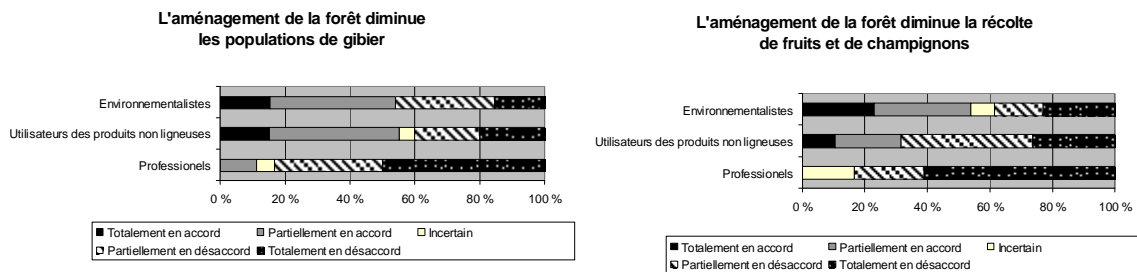 L'aménagement de la forêt diminue
les populations de gibier
Environnementalistes
Utilisateurs des produits non ligneuses
Professionels
0 % 20 % 40 % 60 % 80 % 100 %
Totalement en accord Partiellement en accord Incertain
Partiellement en désaccord Totalement en désaccord
L'aménagement de la forêt diminue la récolte
de fruits et de champignons
Environnementalistes
Utilisateurs des produits non ligneuses
Professionels
0 % 20 % 40 % 60 % 80 % 100 %
Totalement en accord Partiellement en accord Incertain
Partiellement en désaccord Totalement en désaccord